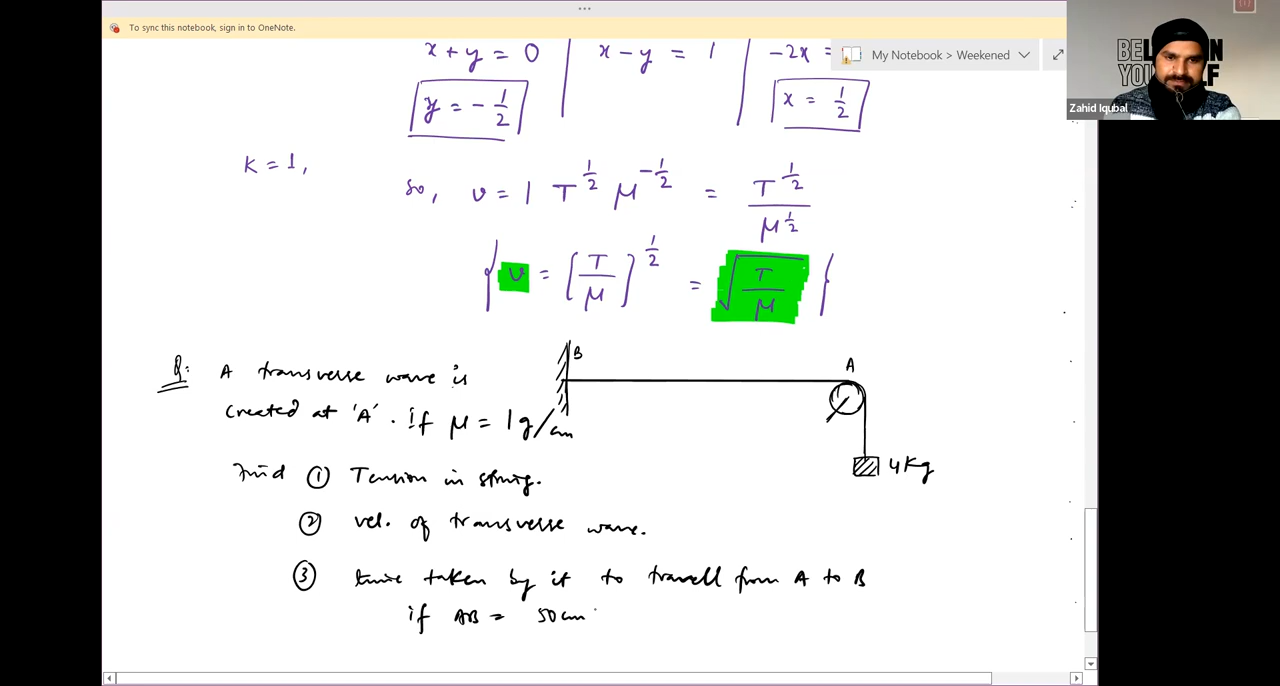 To sync this notebook, sign in to OneNote.
My Notebook > Weekened
Zahid Iqubal
x + y = 0 | x - y = 1 | -2x =
y = -1/2 x = 1/2
K = 1,
so, v = 1 T^1/2 μ^-1/2 = T^1/2 / μ^1/2
{ v = [T/μ]^1/2 = √(T/μ) }
Q: A transverse wave is
created at 'A'. if μ = 1g/cm
B
A
4Kg
Find ① Tension in string.
② vel. of transverse wave.
③ time taken by it to travell from A to B
if AB = 50cm